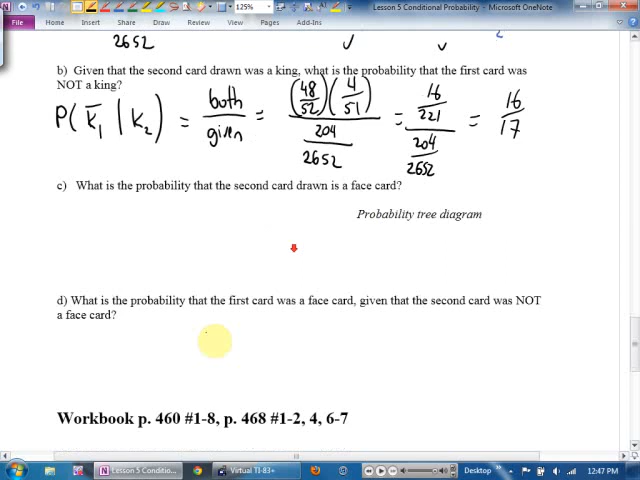 Lesson 5 Conditional Probability - Microsoft OneNote
125%
File Home Insert Share Draw Review View Page Add-Ins
2652
b) Given that the second card drawn was a king, what is the probability that the first card was
NOT a king?
P( K̅₁ | K₂ ) = both/given = (48/52)(4/51) / (204/2652) = (16/221) / (204/2652) = 16/17
c) What is the probability that the second card drawn is a face card?
Probability tree diagram
d) What is the probability that the first card was a face card, given that the second card was NOT
a face card?
Workbook p. 460 #1-8, p. 468 #1-2, 4, 6-7
Lesson 5 Conditio... Virtual TI-83+ Desktop 12:47 PM